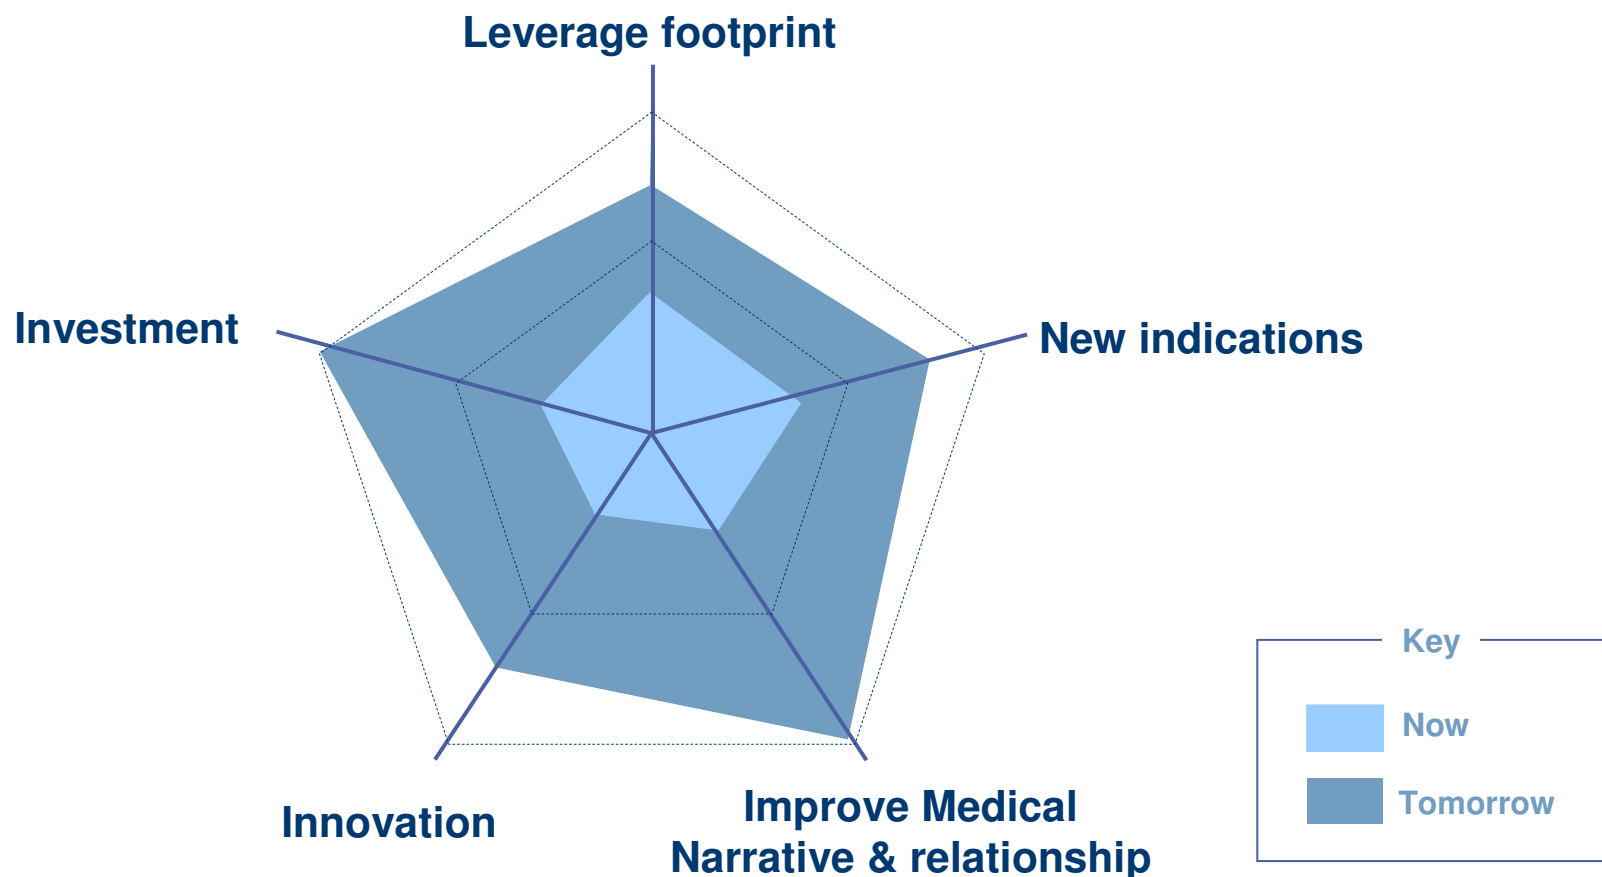 Leverage footprint
Investment
New indications
Innovation
Improve Medical
Narrative & relationship
Key
Now
Tomorrow